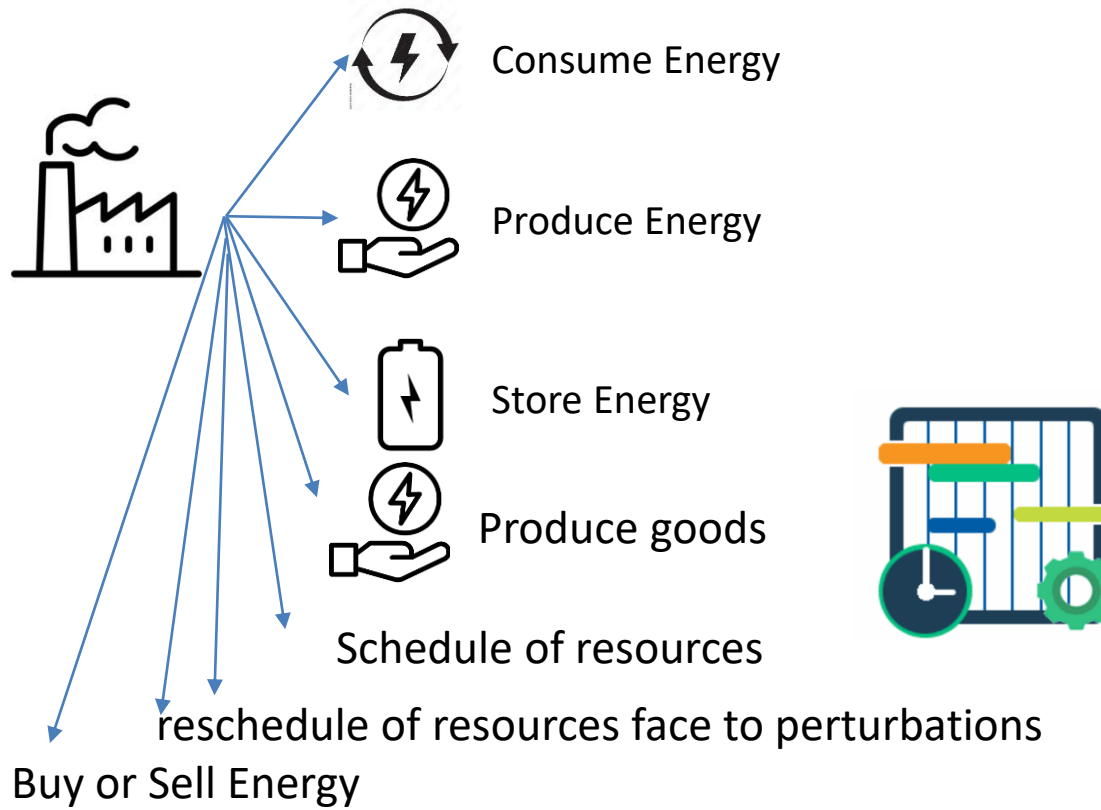 Consume Energy
Produce Energy
Store Energy
Produce goods
Schedule of resources
reschedule of resources face to perturbations
Buy or Sell Energy